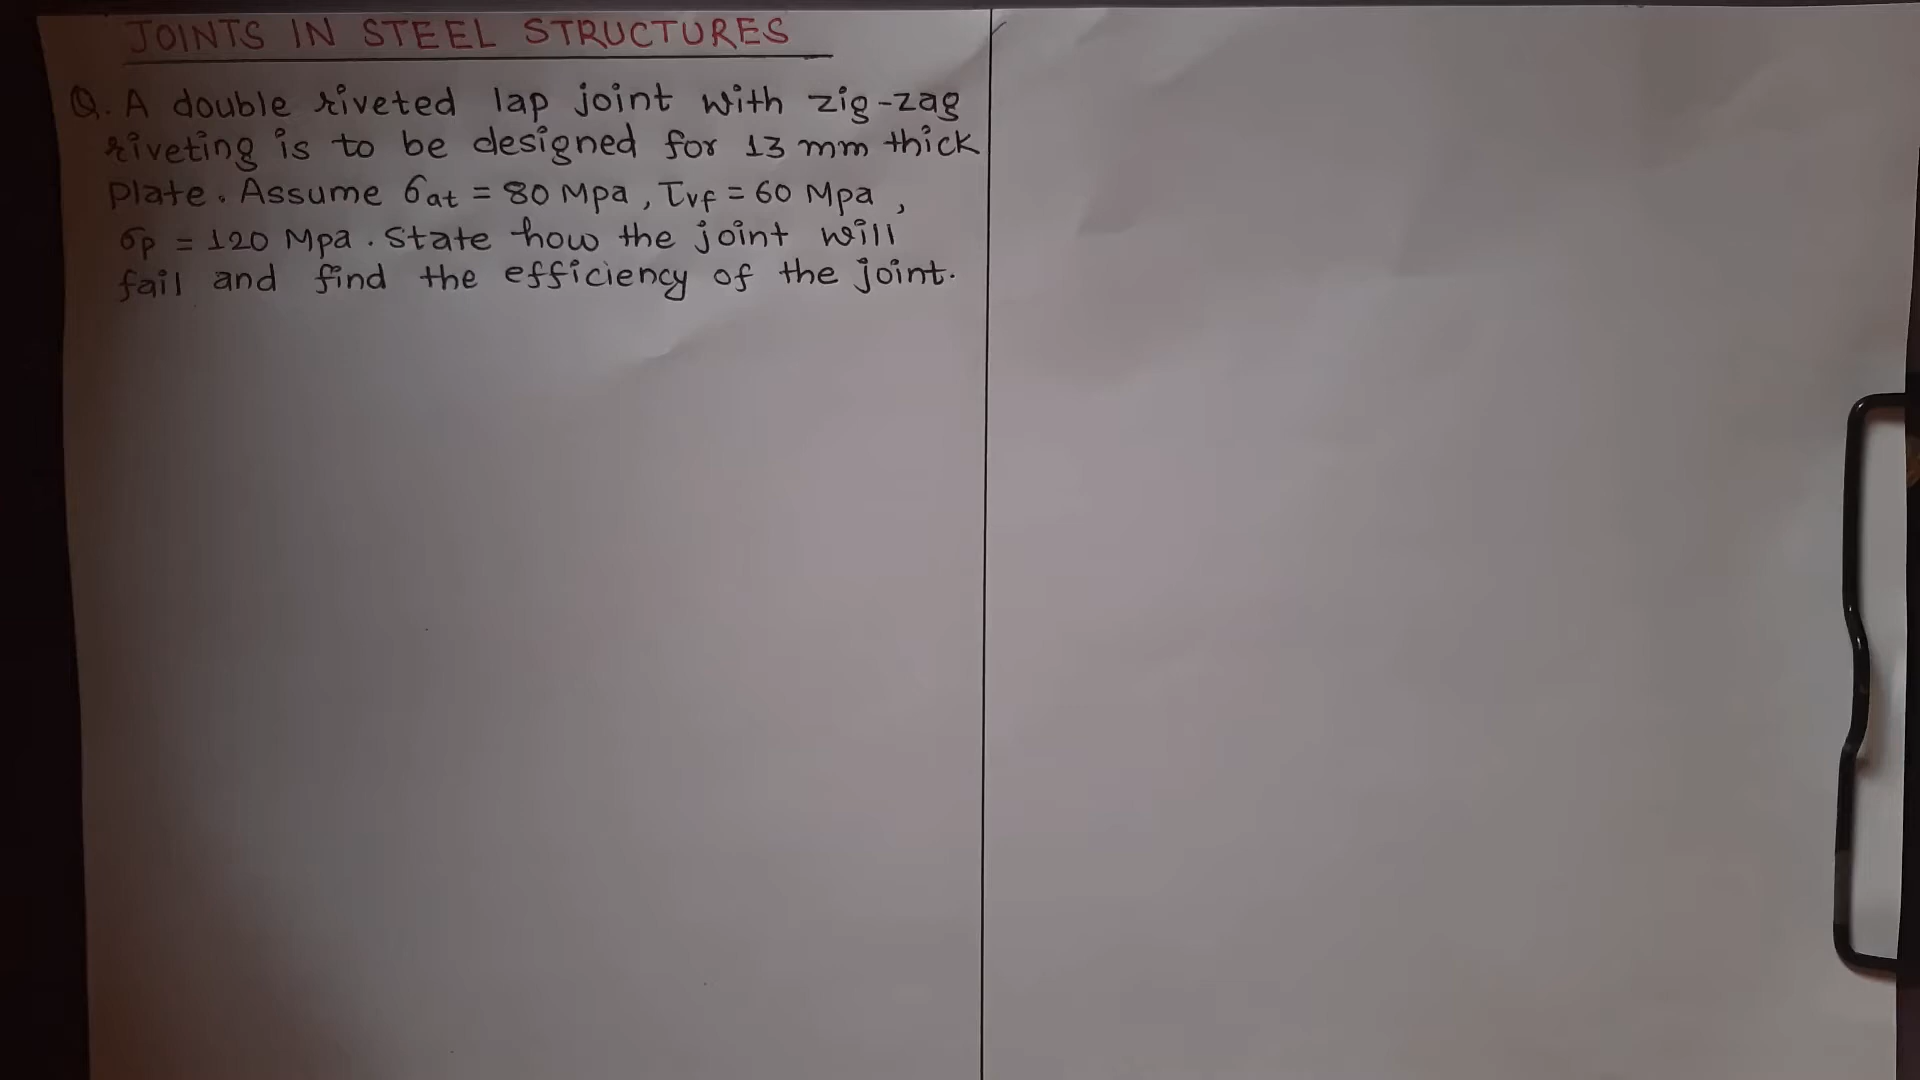 JOINTS IN STEEL STRUCTURES
Q. A double riveted lap joint with zig-zag
riveting is to be designed for 13 mm thick
plate. Assume σat = 80 Mpa, τvf = 60 Mpa,
σp = 120 Mpa. State how the joint will
fail and find the efficiency of the joint.